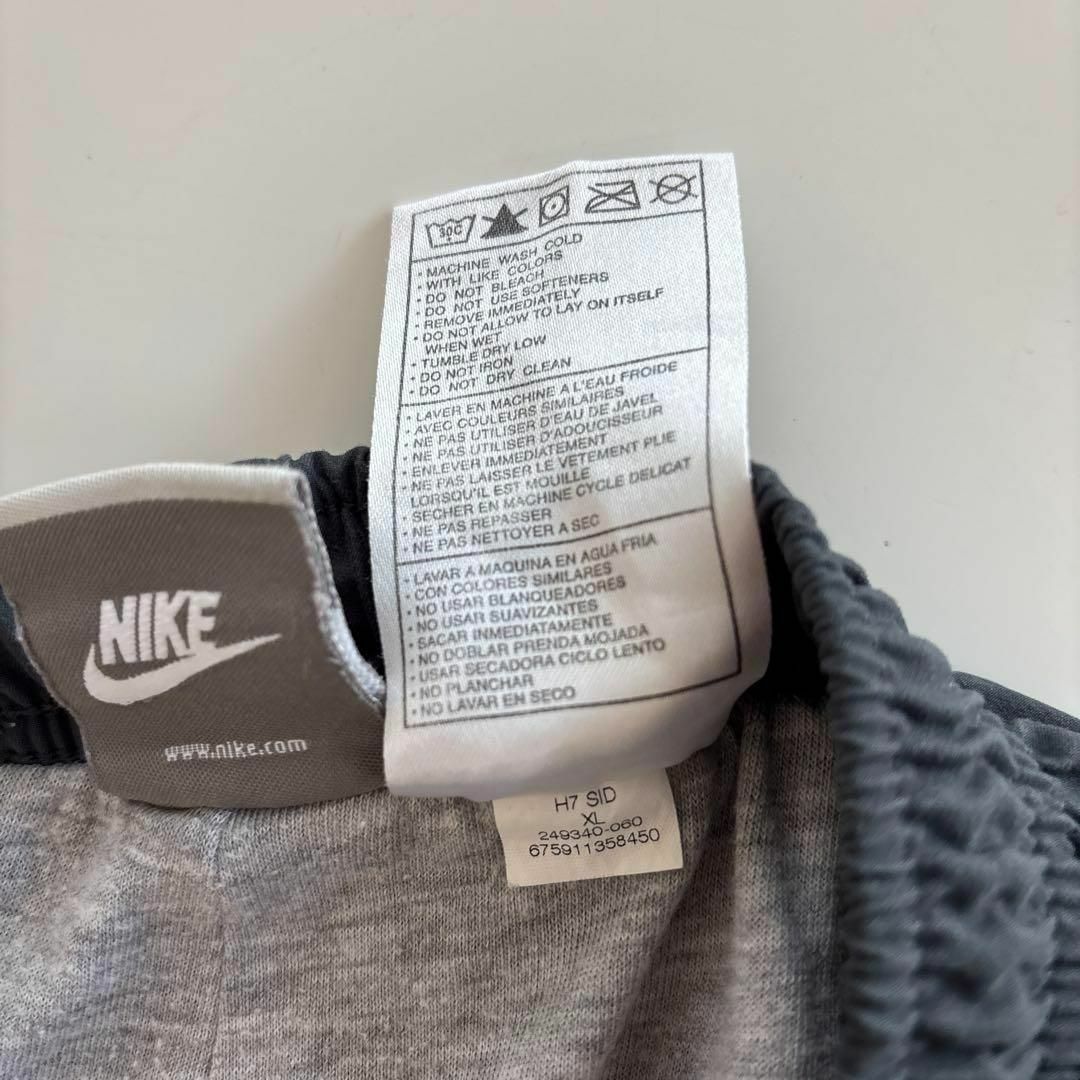 30C
· MACHINE WASH COLD
· WITH LIKE COLORS
· DO NOT BLEACH
· DO NOT USE SOFTENERS
· REMOVE IMMEDIATELY
· DO NOT ALLOW TO LAY ON ITSELF
WHEN WET
· TUMBLE DRY LOW
· DO NOT IRON
· DO NOT DRY CLEAN
· LAVER EN MACHINE A L'EAU FROIDE
· AVEC COULEURS SIMILAIRES
· NE PAS UTILISER D'EAU DE JAVEL
· NE PAS UTILISER D'ADOUCISSEUR
· ENLEVER IMMEDIATEMENT
· NE PAS LAISSER LE VETEMENT PLIE
LORSQU'IL EST MOUILLE
· SECHER EN MACHINE CYCLE DELICAT
· NE PAS REPASSER
· NE PAS NETTOYER A SEC
· LAVAR A MAQUINA EN AGUA FRIA
· CON COLORES SIMILARES
· NO USAR BLANQUEADORES
· NO USAR SUAVIZANTES
· SACAR INMEDIATAMENTE
· NO DOBLAR PRENDA MOJADA
· USAR SECADORA CICLO LENTO
· NO PLANCHAR
· NO LAVAR EN SECO
NIKE
www.nike.com
H7 SID
XL
249340-060
675911358450